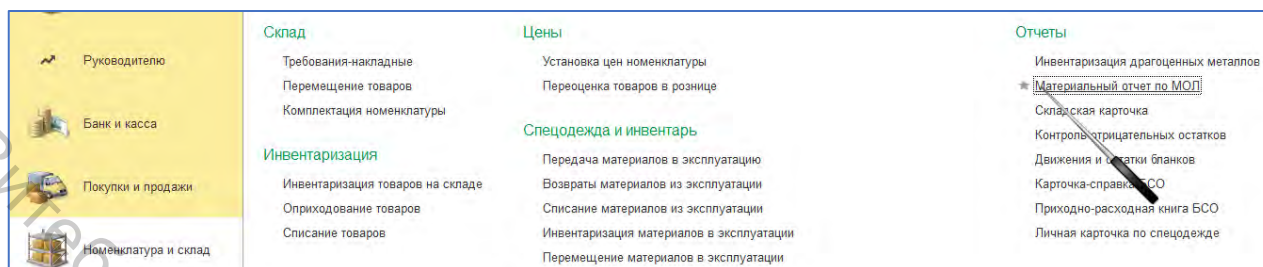 Руководителю
Банк и касса
Покупки и продажи
Номенклатура и склад
Склад
Требования-накладные
Перемещение товаров
Комплектация номенклатуры
Инвентаризация
Инвентаризация товаров на складе
Оприходование товаров
Списание товаров
Цены
Установка цен номенклатуры
Переоценка товаров в рознице
Спецодежда и инвентарь
Передача материалов в эксплуатацию
Возвраты материалов из эксплуатации
Списание материалов из эксплуатации
Инвентаризация материалов в эксплуатации
Перемещение материалов в эксплуатации
Отчеты
Инвентаризация драгоценных металлов
Материальный отчет по МОЛ
Складская карточка
Контроль отрицательных остатков
Движения и остатки бланков
Карточка-справка БСО
Приходно-расходная книга БСО
Личная карточка по спецодежде